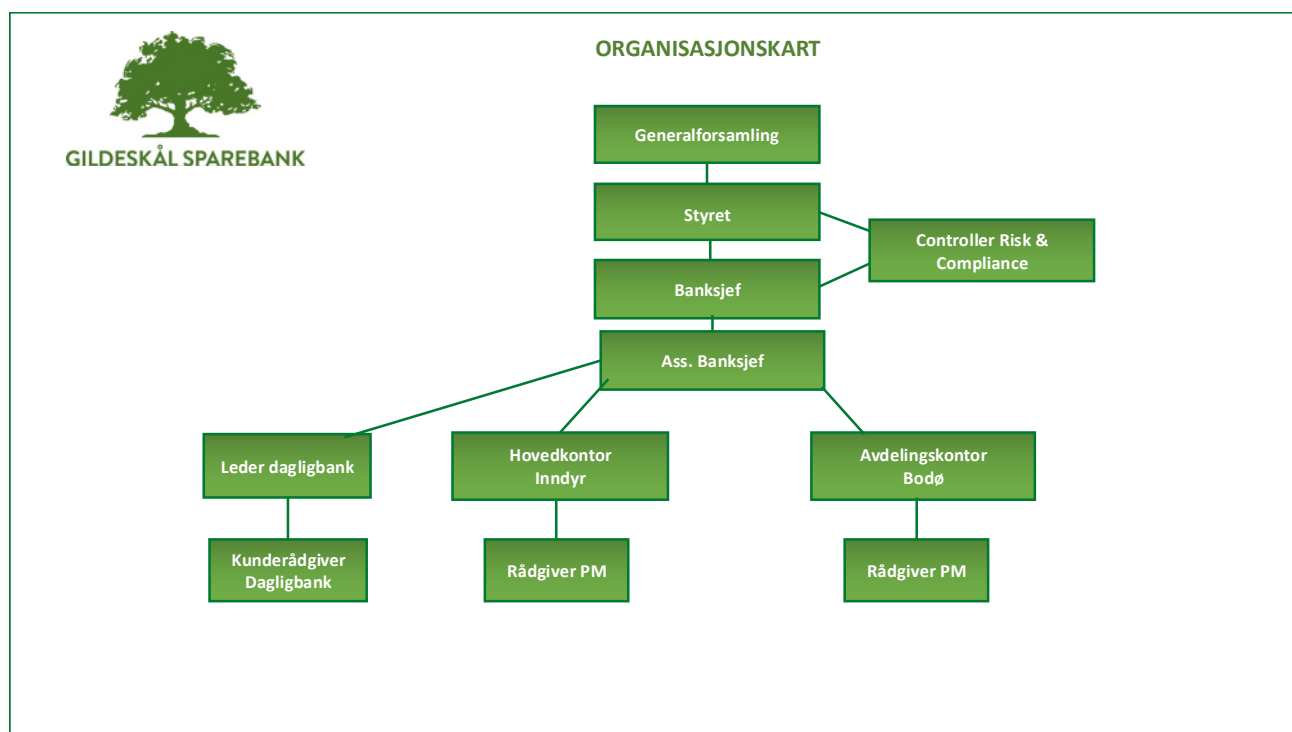 ORGANISASJONSKART
GILDESKÅL SPAREBANK
Generalforsamling
Styret
Controller Risk &
Compliance
Banksjef
Ass. Banksjef
Leder dagligbank
Hovedkontor
Inndyr
Avdelingskontor
Bodø
Kunderådgiver
Dagligbank
Rådgiver PM
Rådgiver PM